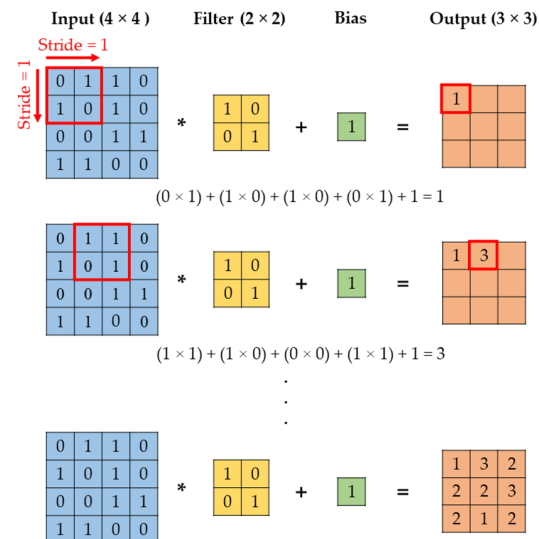 Input (4 × 4 ) Filter (2 × 2) Bias Output (3 × 3)
Stride = 1
Stride = 1
0 1 1 0
1 0 1 0
0 0 1 1
1 1 0 0
*
1 0
0 1
+
1
=
1
(0 × 1) + (1 × 0) + (1 × 0) + (0 × 1) + 1 = 1
0 1 1 0
1 0 1 0
0 0 1 1
1 1 0 0
*
1 0
0 1
+
1
=
1 3
(1 × 1) + (1 × 0) + (0 × 0) + (1 × 1) + 1 = 3
.
.
.
0 1 1 0
1 0 1 0
0 0 1 1
1 1 0 0
*
1 0
0 1
+
1
=
1 3 2
2 2 3
2 1 2